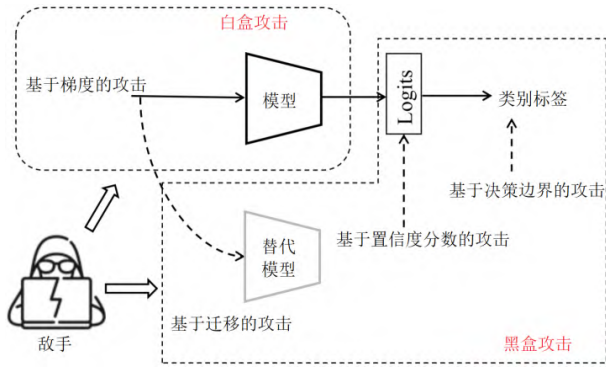 白盒攻击
基于梯度的攻击
模型
Logits
类别标签
基于决策边界的攻击
基于置信度分数的攻击
替代
模型
基于迁移的攻击
敌手
黑盒攻击